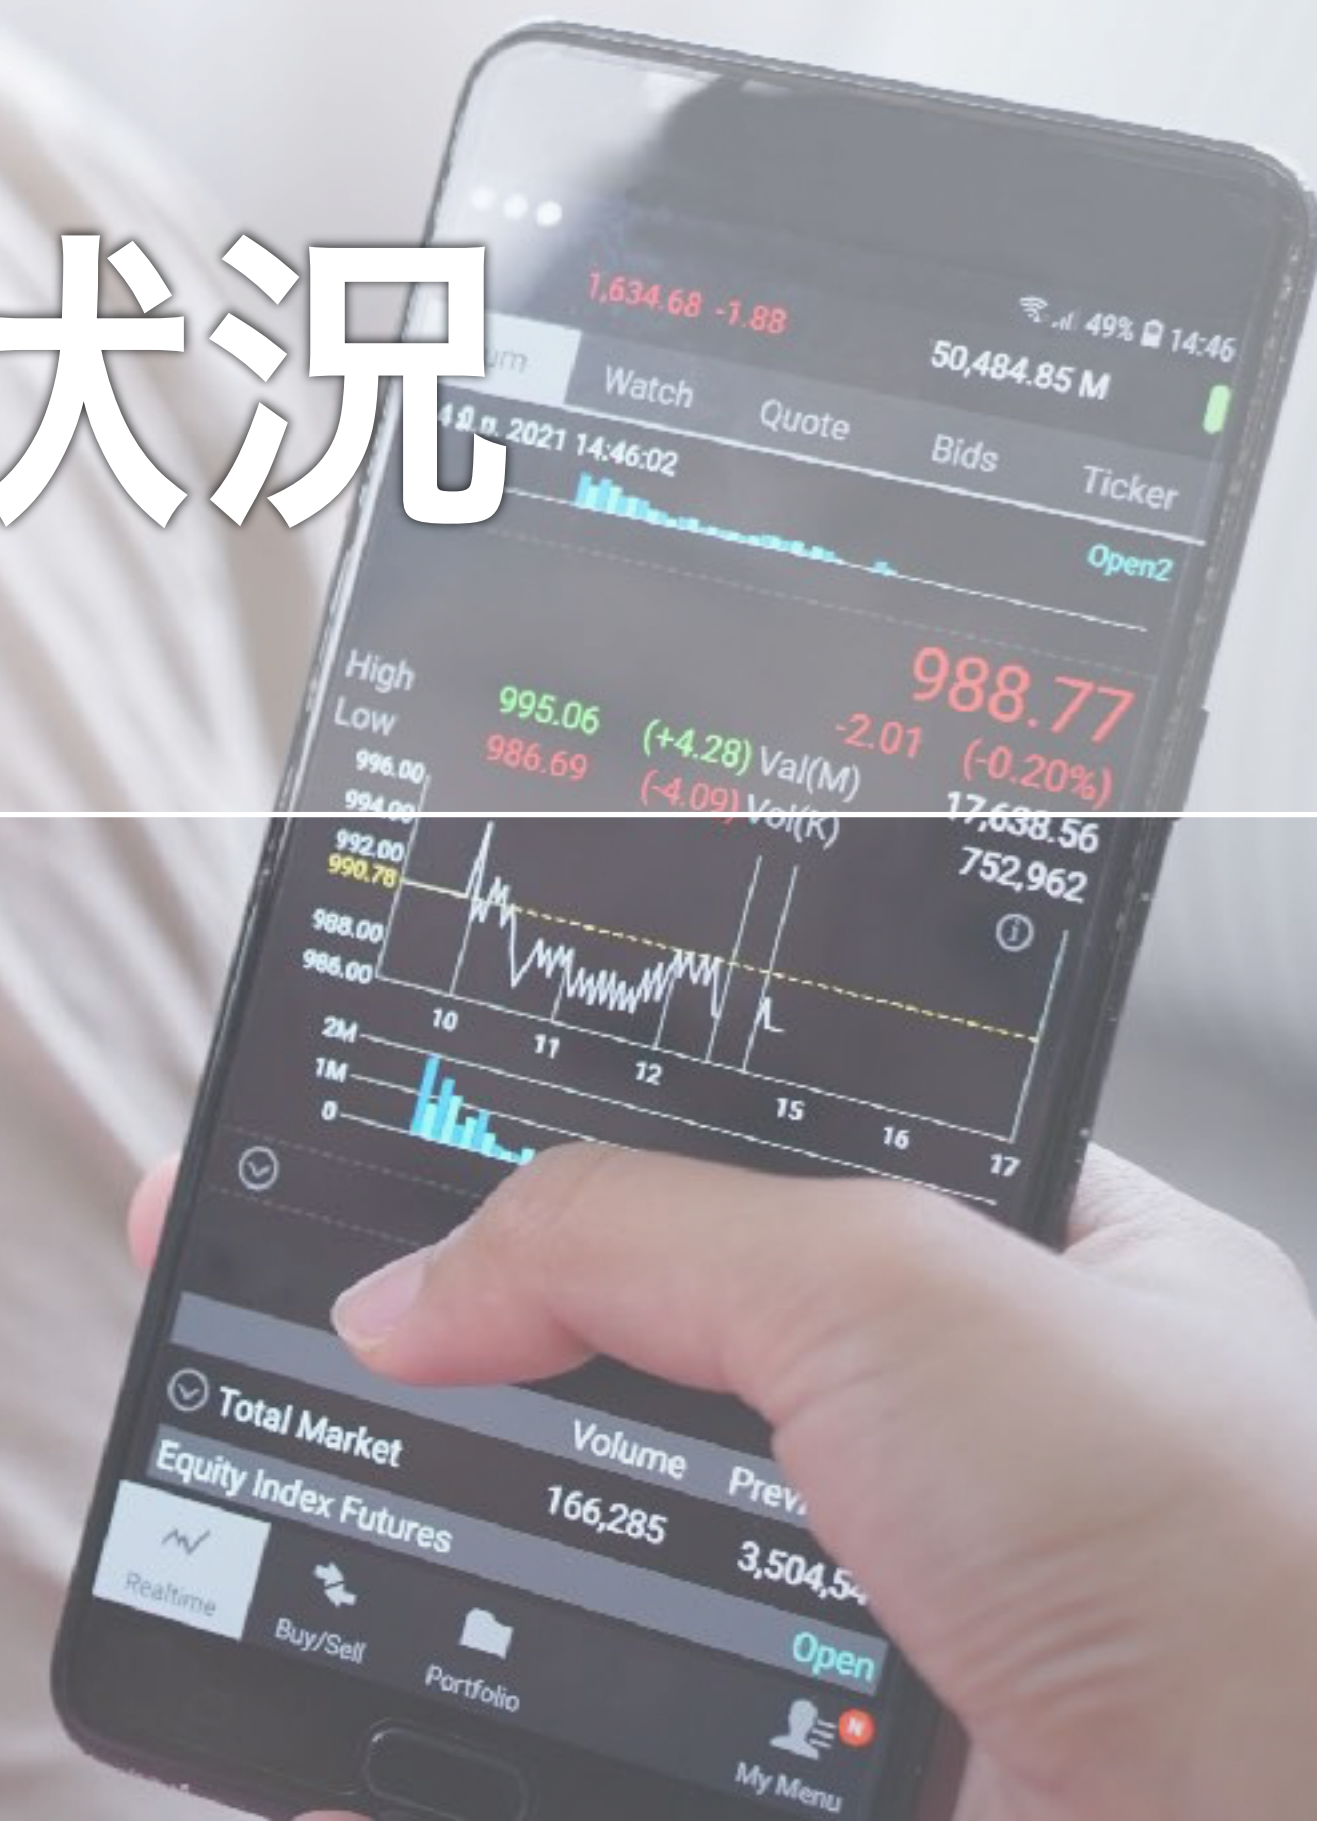 状況
1,634.68 -1.88
49% 14:46
50,484.85 M
Watch Quote Bids Ticker
2021 14:46:02
Open2
988.77
High 995.06 (+4.28) -2.01 (-0.20%)
Low 986.69 (-4.09) Val(M) 17,638.56
Vol(K) 752,962
996.00
994.00
992.00
990.78
988.00
986.00
10 11 12 15 16 17
2M
1M
0
Volume
Total Market 166,285
Equity Index Futures Open
Realtime Buy/Sell Portfolio My Menu
N